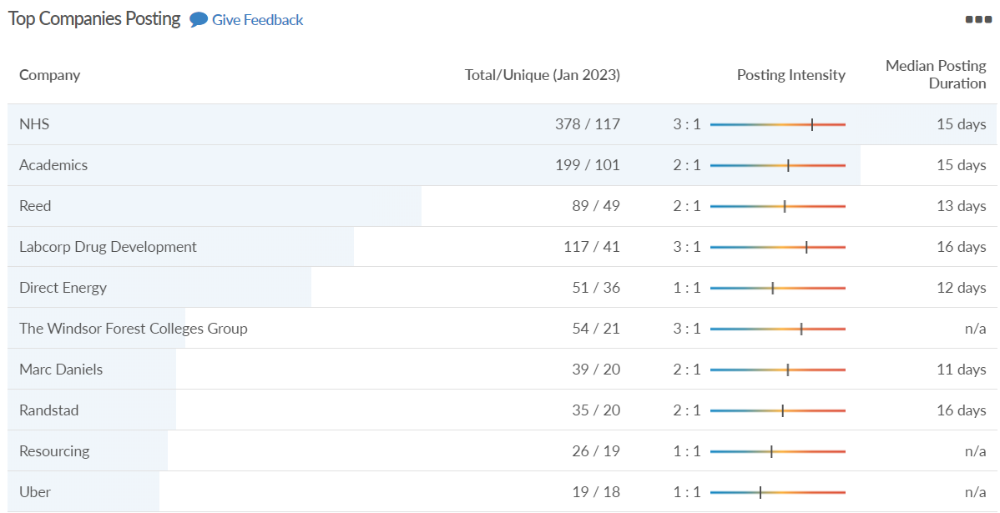 Top Companies Posting Give Feedback
Company Total/Unique (Jan 2023) Posting Intensity Median Posting Duration
NHS 378 / 117 3 : 1 15 days
Academics 199 / 101 2 : 1 15 days
Reed 89 / 49 2 : 1 13 days
Labcorp Drug Development 117 / 41 3 : 1 16 days
Direct Energy 51 / 36 1 : 1 12 days
The Windsor Forest Colleges Group 54 / 21 3 : 1 n/a
Marc Daniels 39 / 20 2 : 1 11 days
Randstad 35 / 20 2 : 1 16 days
Resourcing 26 / 19 1 : 1 n/a
Uber 19 / 18 1 : 1 n/a